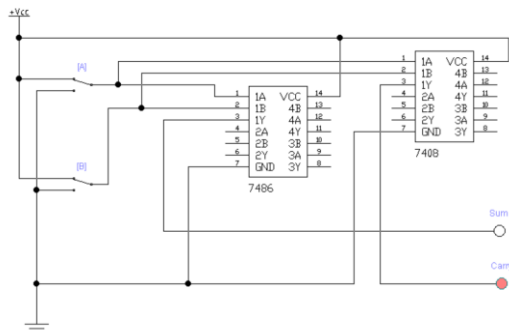 +Vcc
[A]
[B]
1 1A VCC 14
2 1B 4B 13
3 1Y 4A 12
4 2A 4Y 11
5 2B 3B 10
6 2Y 3A 9
7 GND 3Y 8
7486
1 1A VCC 14
2 1B 4B 13
3 1Y 4A 12
4 2A 4Y 11
5 2B 3B 10
6 2Y 3A 9
7 GND 3Y 8
7408
Sum